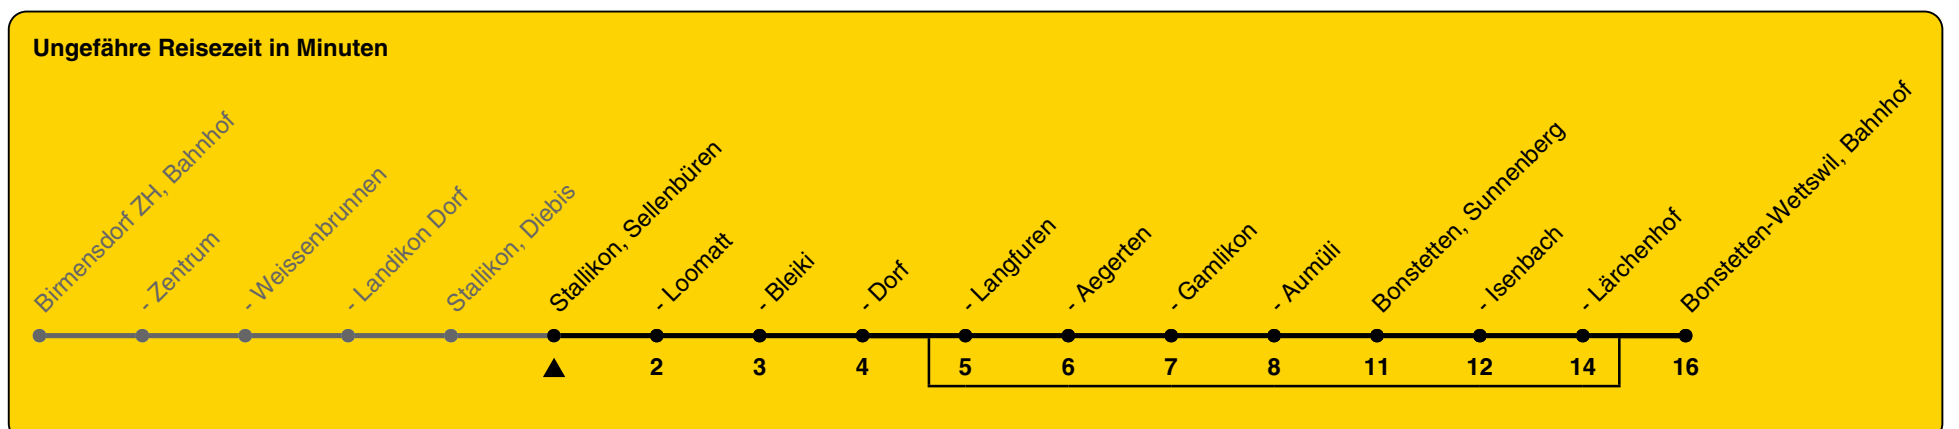 Ungefähre Reisezeit in Minuten
Birmensdorf ZH, Bahnhof
- Zentrum
- Weissenbrunnen
- Landikon Dorf
Stallikon, Diebis
Stallikon, Sellenbüren
- Loomatt
- Bleiki
- Dorf
- Langfuren
- Aegerten
- Gamlikon
- Aumüli
Bonstetten, Sunnenberg
- Isenbach
- Lärchenhof
Bonstetten-Wettswil, Bahnhof
2 3 4 5 6 7 8 11 12 14 16